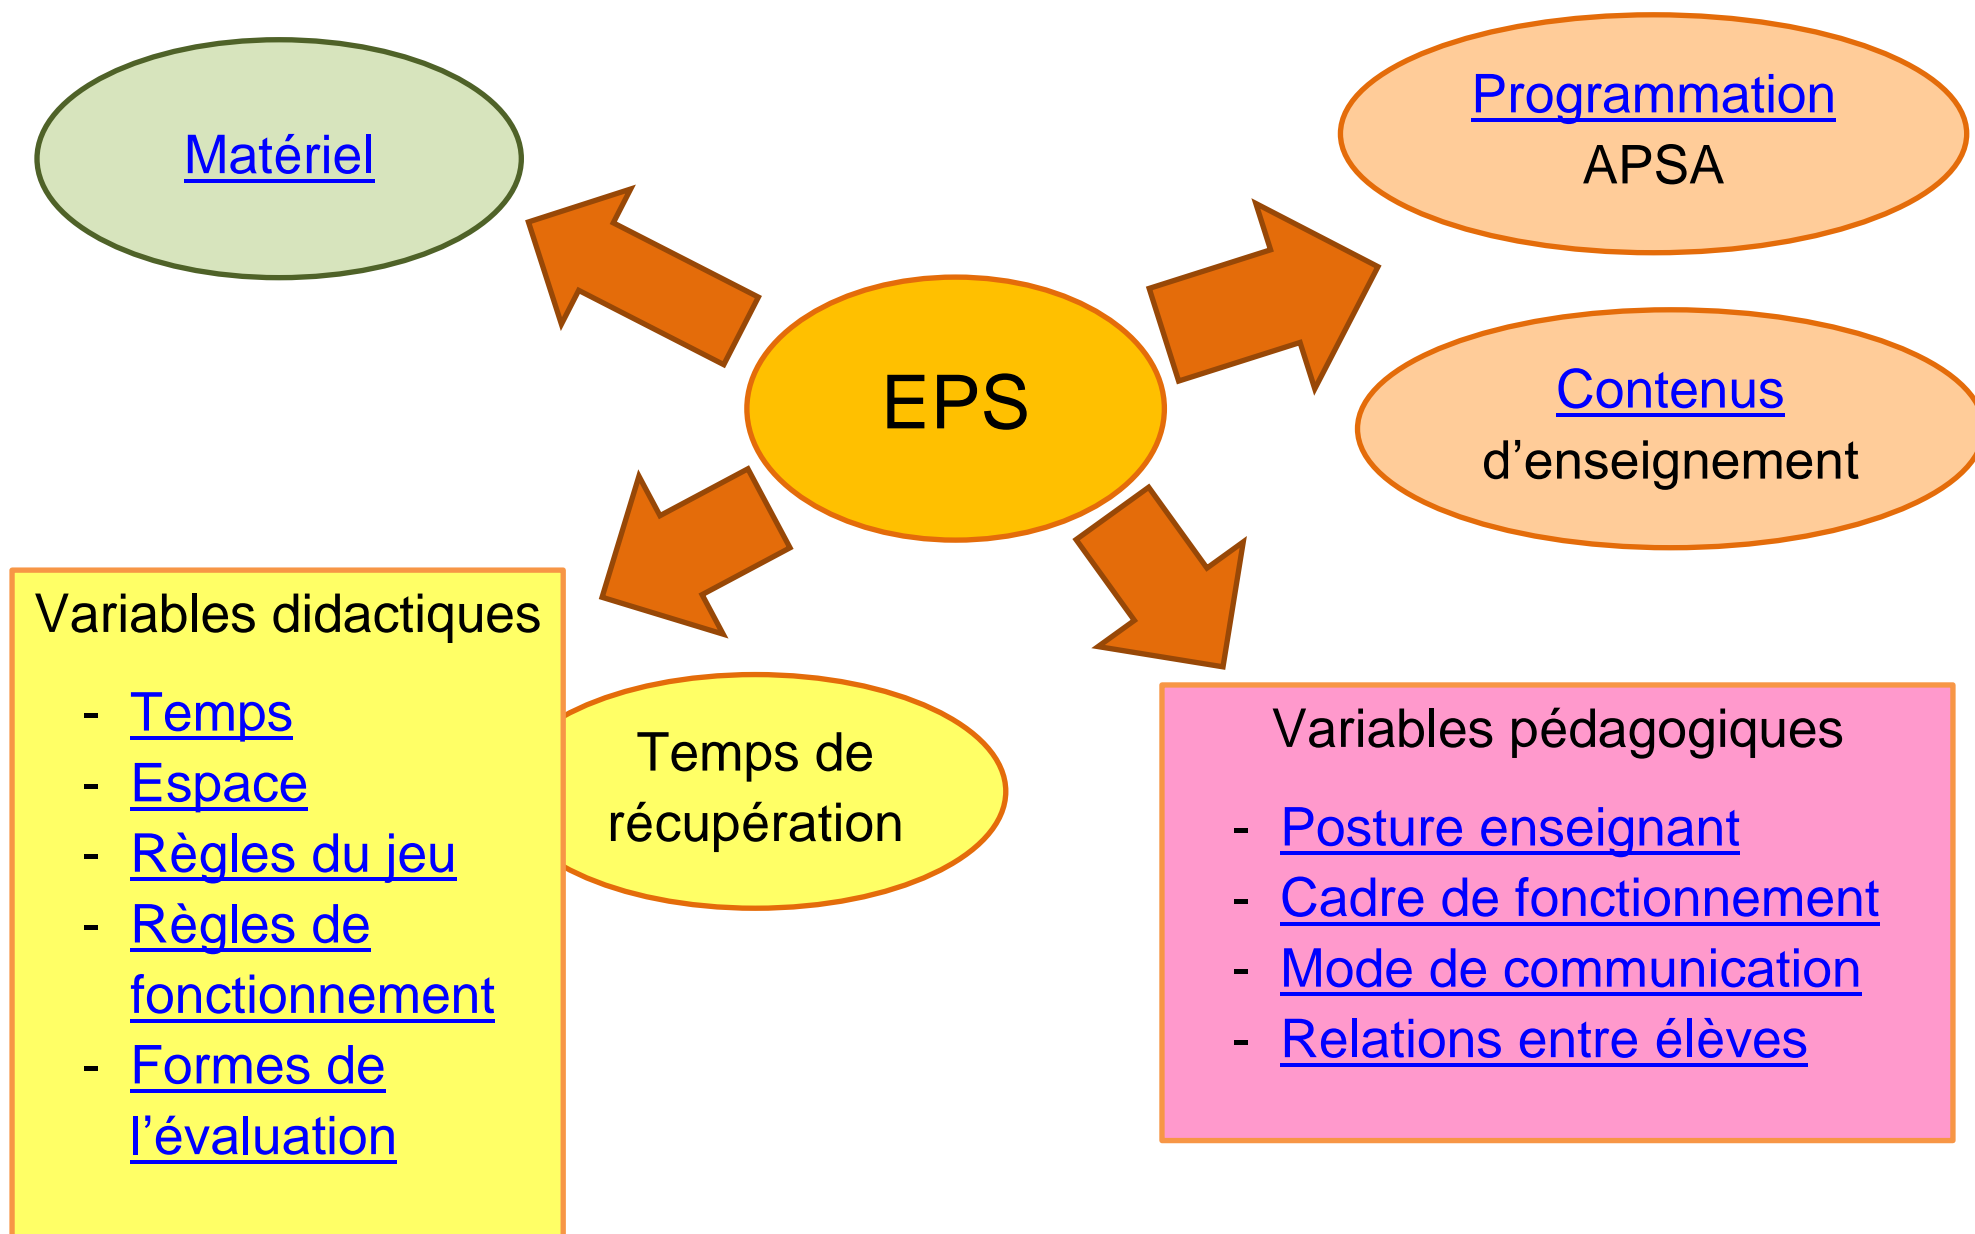 Matériel
Programmation
APSA
EPS
Contenus
d’enseignement
Variables didactiques
- Temps
- Espace
- Règles du jeu
- Règles de
fonctionnement
- Formes de
l’évaluation
Temps de
récupération
Variables pédagogiques
- Posture enseignant
- Cadre de fonctionnement
- Mode de communication
- Relations entre élèves